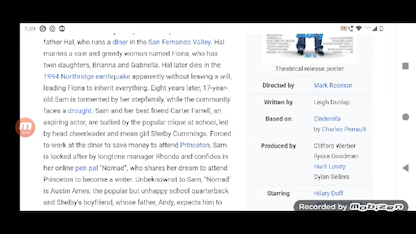 7:39
father Hal, who runs a diner in the San Fernando Valley. Hal
marries a vain and greedy woman named Fiona, who has
twin daughters, Brianna and Gabriella. Hal later dies in the
1994 Northridge earthquake apparently without leaving a will,
leading Fiona to inherit everything. Eight years later, 17-year-
old Sam is tormented by her stepfamily, while the community
faces a drought. Sam and her best friend Carter Farrell, an
aspiring actor, are bullied by the popular clique at school, led
by head cheerleader and mean girl Shelby Cummings. Forced
to work at the diner to save money to attend Princeton, Sam
is looked after by longtime manager Rhonda and confides in
her online pen pal "Nomad", who shares her dream to attend
Princeton to become a writer. Unbeknownst to Sam, "Nomad"
is Austin Ames, the popular but unhappy school quarterback
and Shelby's boyfriend, whose father, Andy, expects him to
Theatrical release poster
Directed by Mark Rosman
Written by Leigh Dunlap
Based on Cinderella
by Charles Perrault
Produced by Clifford Werber
Ilyssa Goodman
Hunt Lowry
Dylan Sellers
Starring Hilary Duff
Recorded by Mobizen